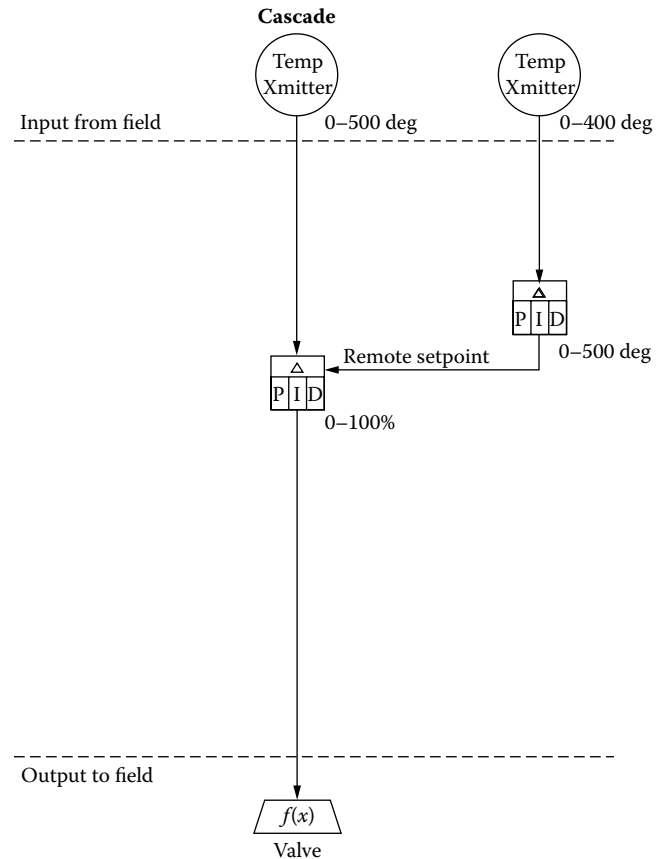 Cascade
Temp
Xmitter
Temp
Xmitter
0–500 deg
0–400 deg
Input from field
Δ
P I D
0–500 deg
Remote setpoint
Δ
P I D
0–100%
Output to field
f(x)
Valve